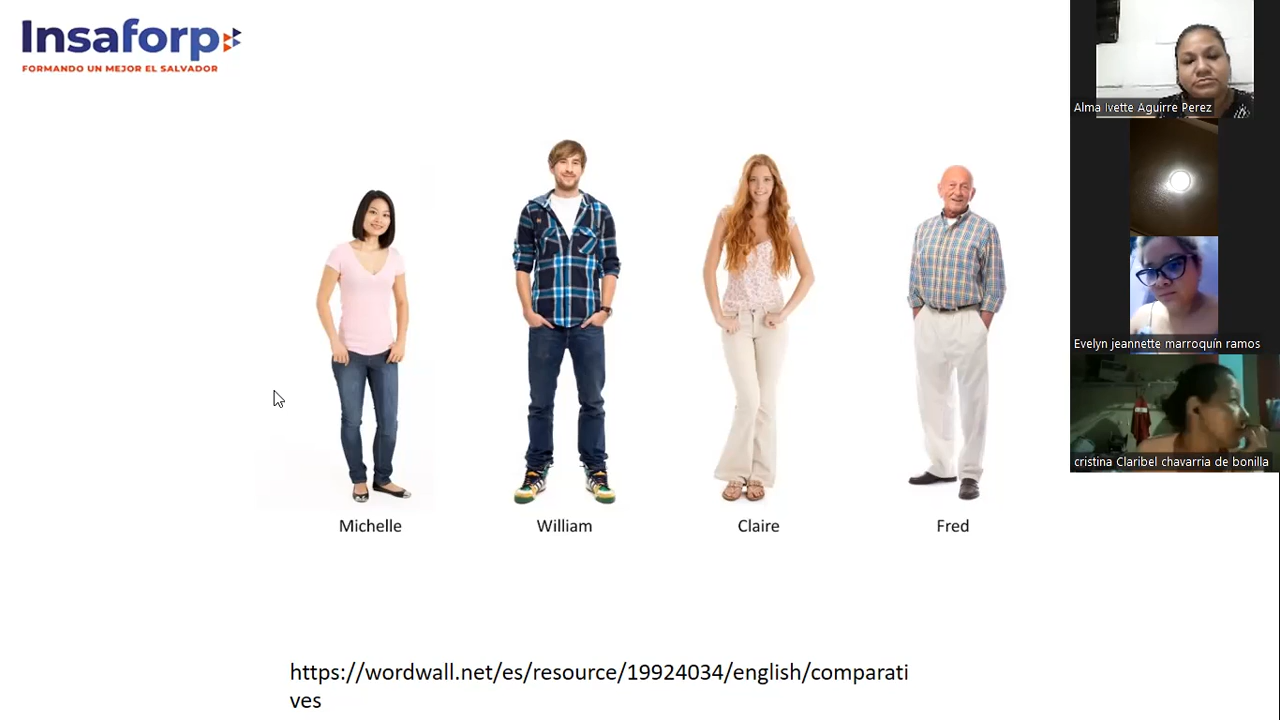 Insaforp
FORMANDO UN MEJOR EL SALVADOR
Alma Ivette Aguirre Perez
Evelyn jeannette marroquín ramos
cristina Claribel chavarria de bonilla
Michelle
William
Claire
Fred
https://wordwall.net/es/resource/19924034/english/comparati
ves